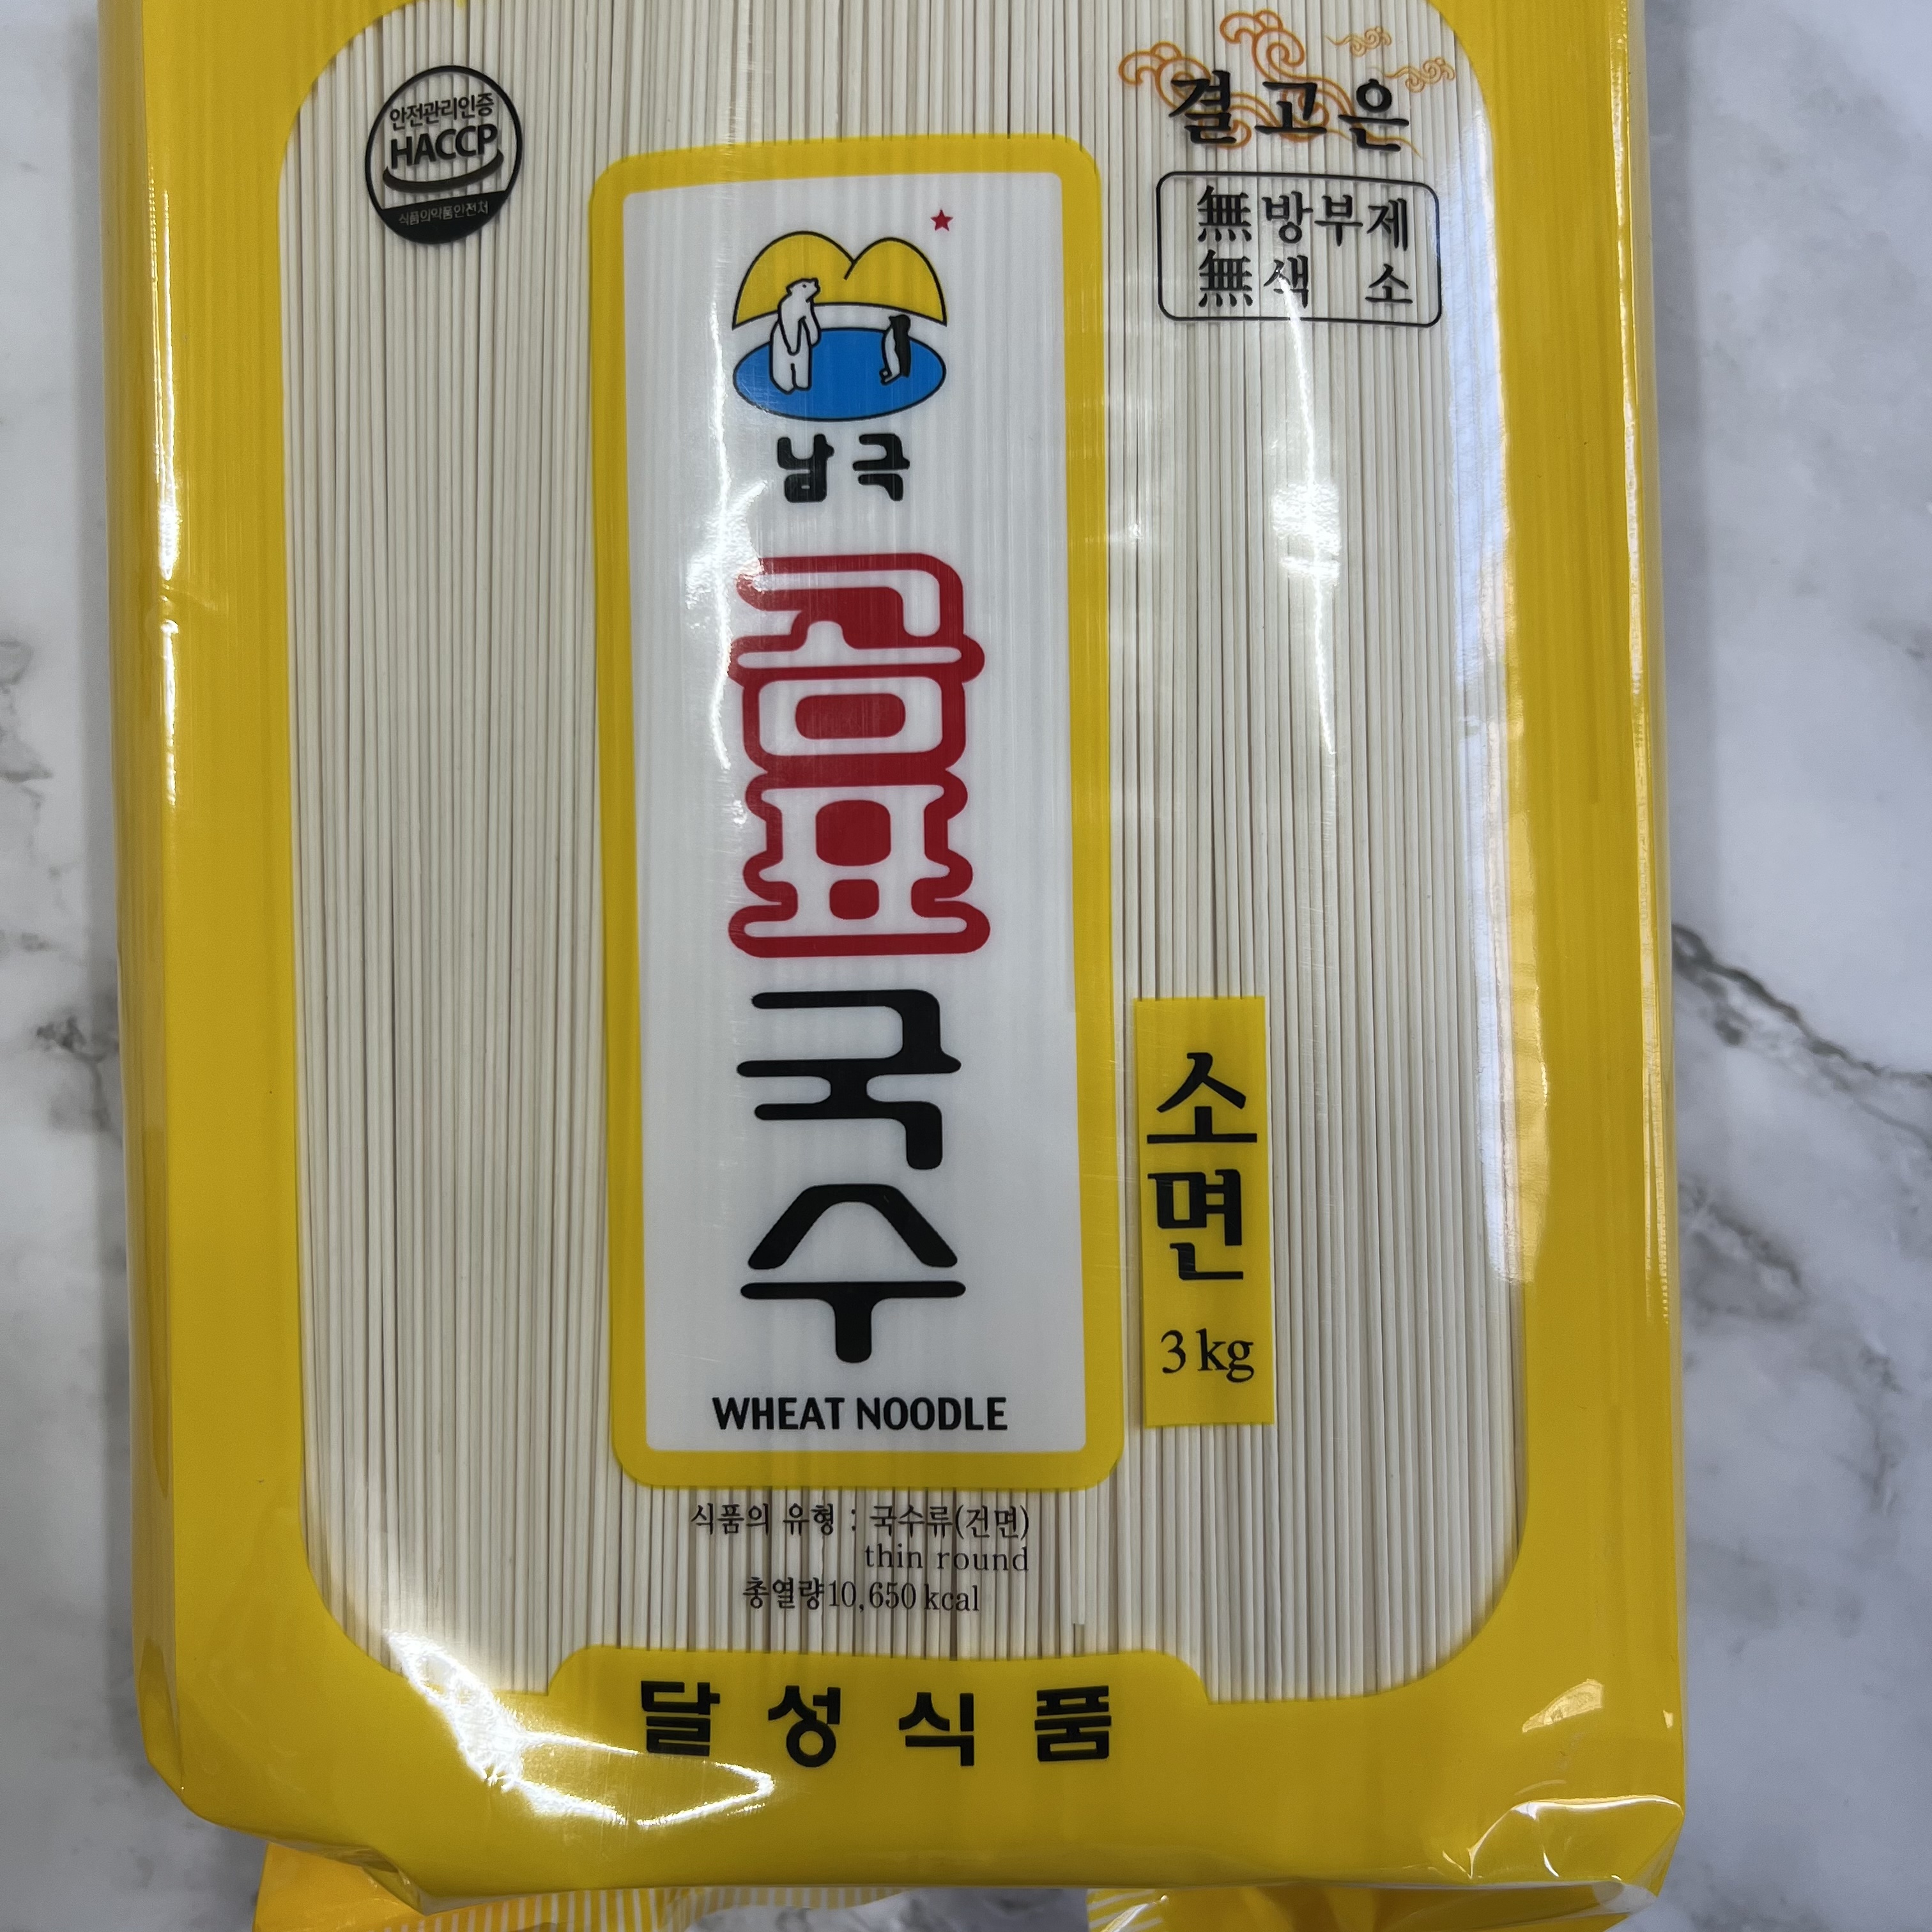 안전관리인증
HACCP
식품의약품안전처
결고은
無방부제
無색 소
남극
곰표
국수
WHEAT NOODLE
소면
3kg
식품의 유형 : 국수류(건면)
thin round
총열량10,650 kcal
달성식품